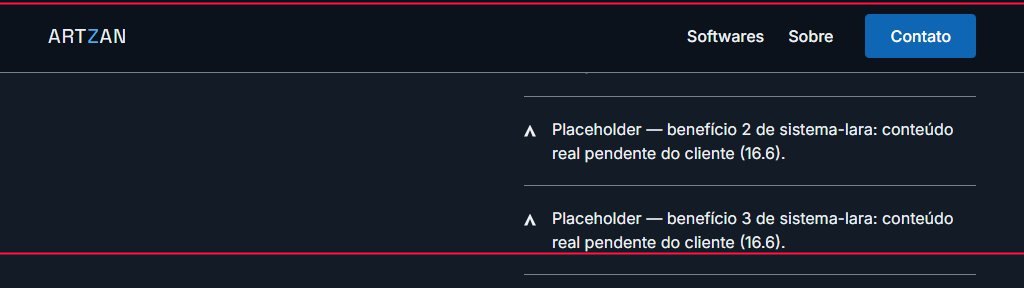 ARTZAN
Softwares
Sobre
Contato
Placeholder — benefício 2 de sistema-lara: conteúdo
real pendente do cliente (16.6).
Placeholder — benefício 3 de sistema-lara: conteúdo
real pendente do cliente (16.6).